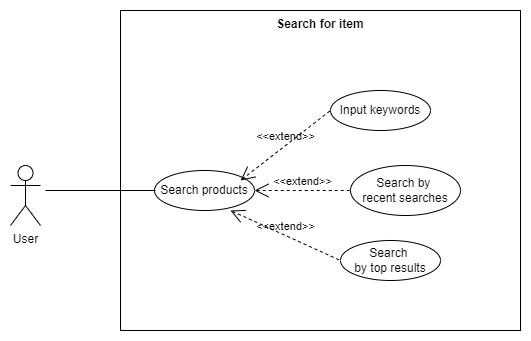 Search for item
Input keywords
<<extend>>
Search products
<<extend>>
Search by
recent searches
User
<<extend>>
Search
by top results